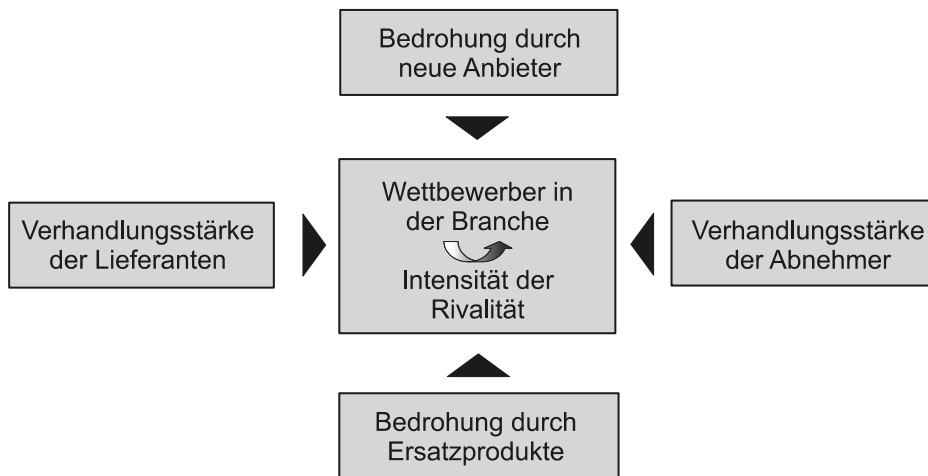 Bedrohung durch
neue Anbieter
Verhandlungsstärke
der Lieferanten
Wettbewerber in
der Branche
Intensität der
Rivalität
Verhandlungsstärke
der Abnehmer
Bedrohung durch
Ersatzprodukte